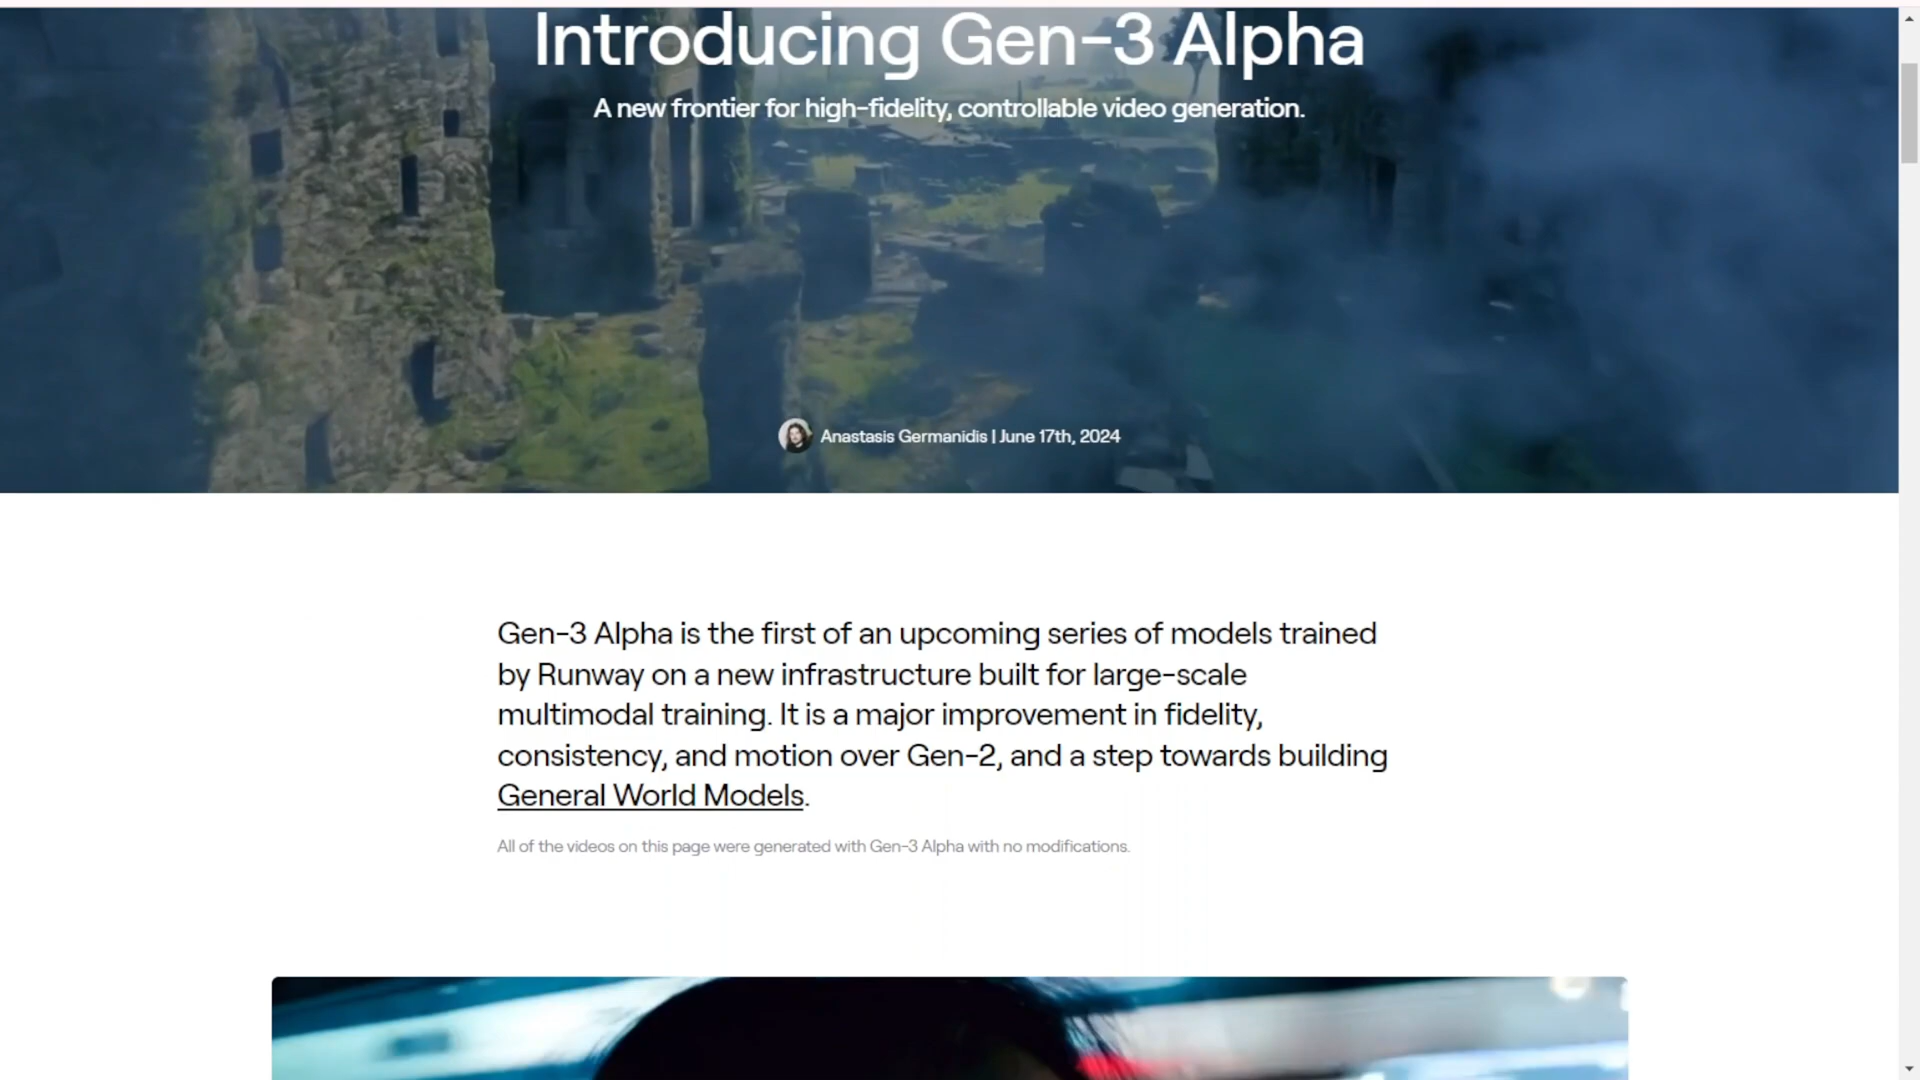 Introducing Gen-3 Alpha
A new frontier for high-fidelity, controllable video generation.
Anastasis Germanidis | June 17th, 2024
Gen-3 Alpha is the first of an upcoming series of models trained
by Runway on a new infrastructure built for large-scale
multimodal training. It is a major improvement in fidelity,
consistency, and motion over Gen-2, and a step towards building
General World Models.
All of the videos on this page were generated with Gen-3 Alpha with no modifications.